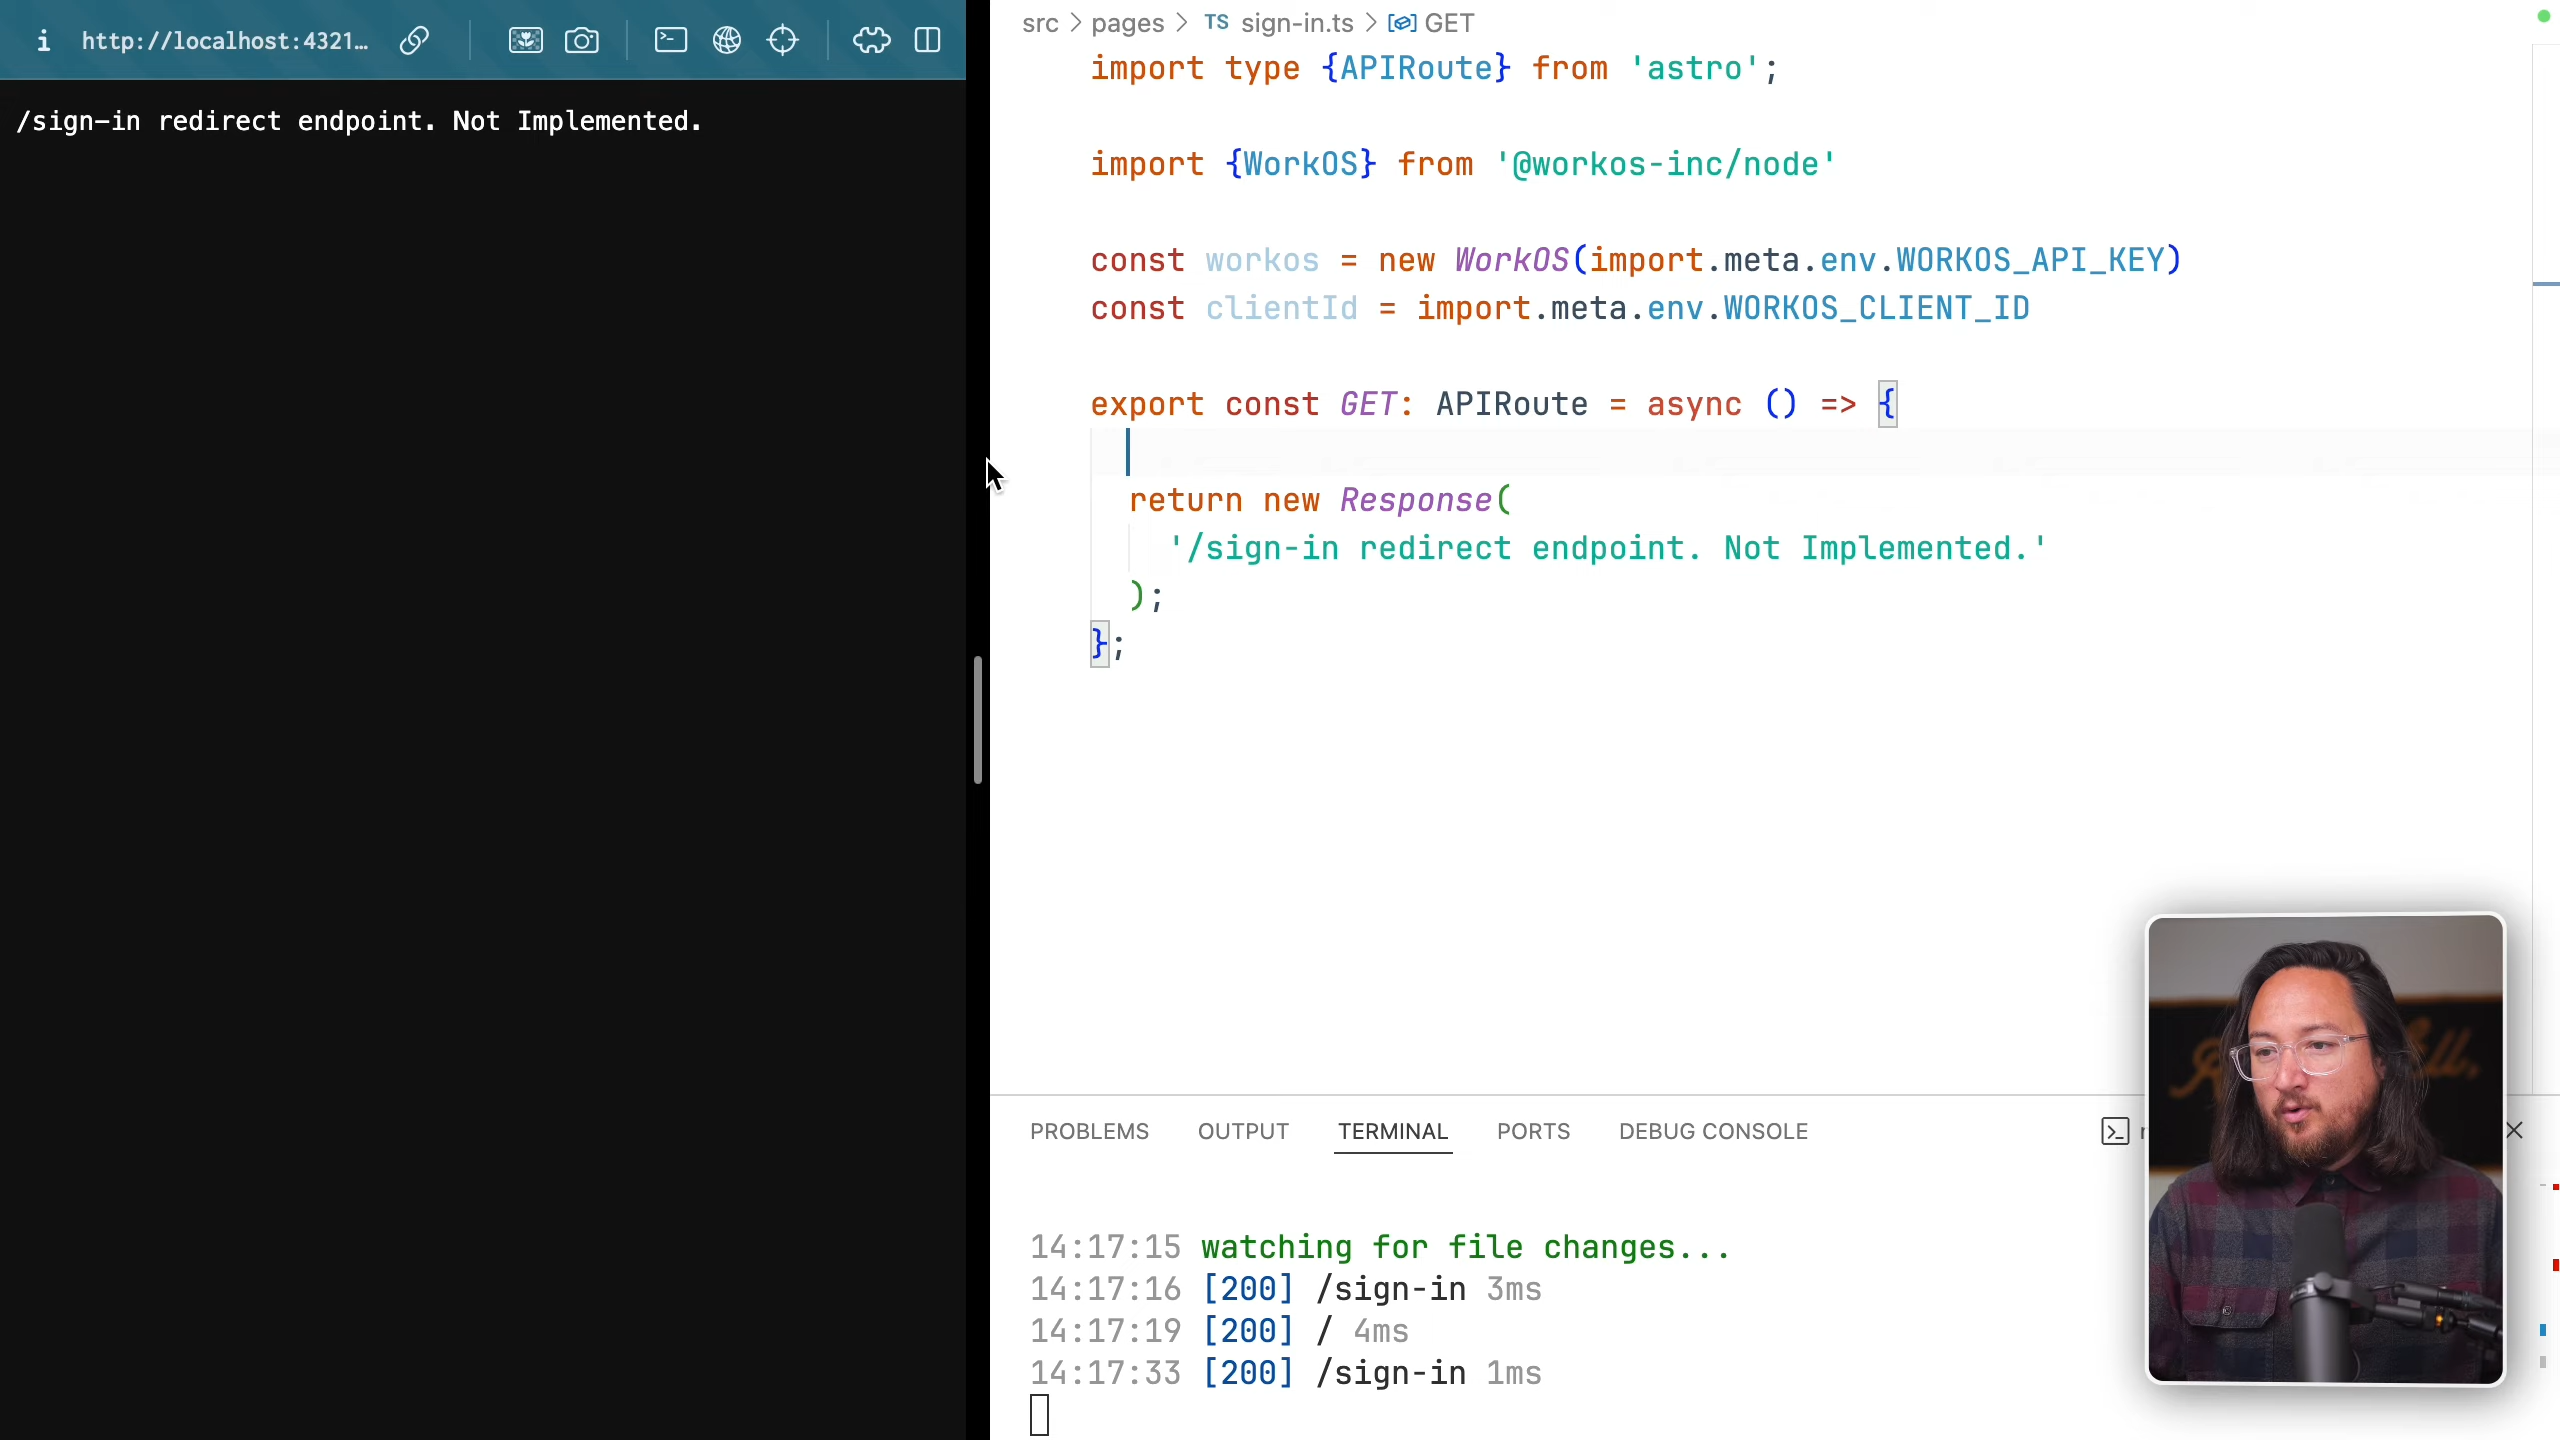 http://localhost:4321…
/sign-in redirect endpoint. Not Implemented.
src > pages > TS sign-in.ts > GET
import type {APIRoute} from 'astro';
import {WorkOS} from '@workos-inc/node'
const workos = new WorkOS(import.meta.env.WORKOS_API_KEY)
const clientId = import.meta.env.WORKOS_CLIENT_ID
export const GET: APIRoute = async () => {
return new Response(
'/sign-in redirect endpoint. Not Implemented.'
);
};
PROBLEMS OUTPUT TERMINAL PORTS DEBUG CONSOLE
14:17:15 watching for file changes...
14:17:16 [200] /sign-in 3ms
14:17:19 [200] / 4ms
14:17:33 [200] /sign-in 1ms